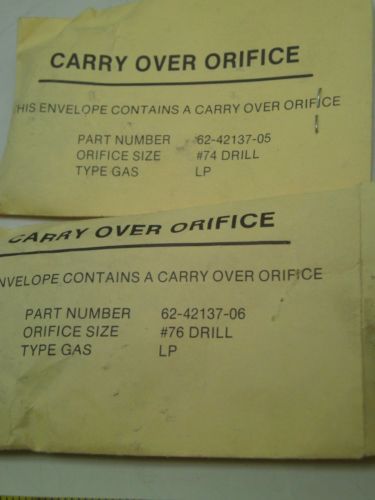 CARRY OVER ORIFICE
HIS ENVELOPE CONTAINS A CARRY OVER ORIFICE
PART NUMBER 62-42137-05
ORIFICE SIZE #74 DRILL
TYPE GAS LP
CARRY OVER ORIFICE
NVELOPE CONTAINS A CARRY OVER ORIFICE
PART NUMBER 62-42137-06
ORIFICE SIZE #76 DRILL
TYPE GAS LP